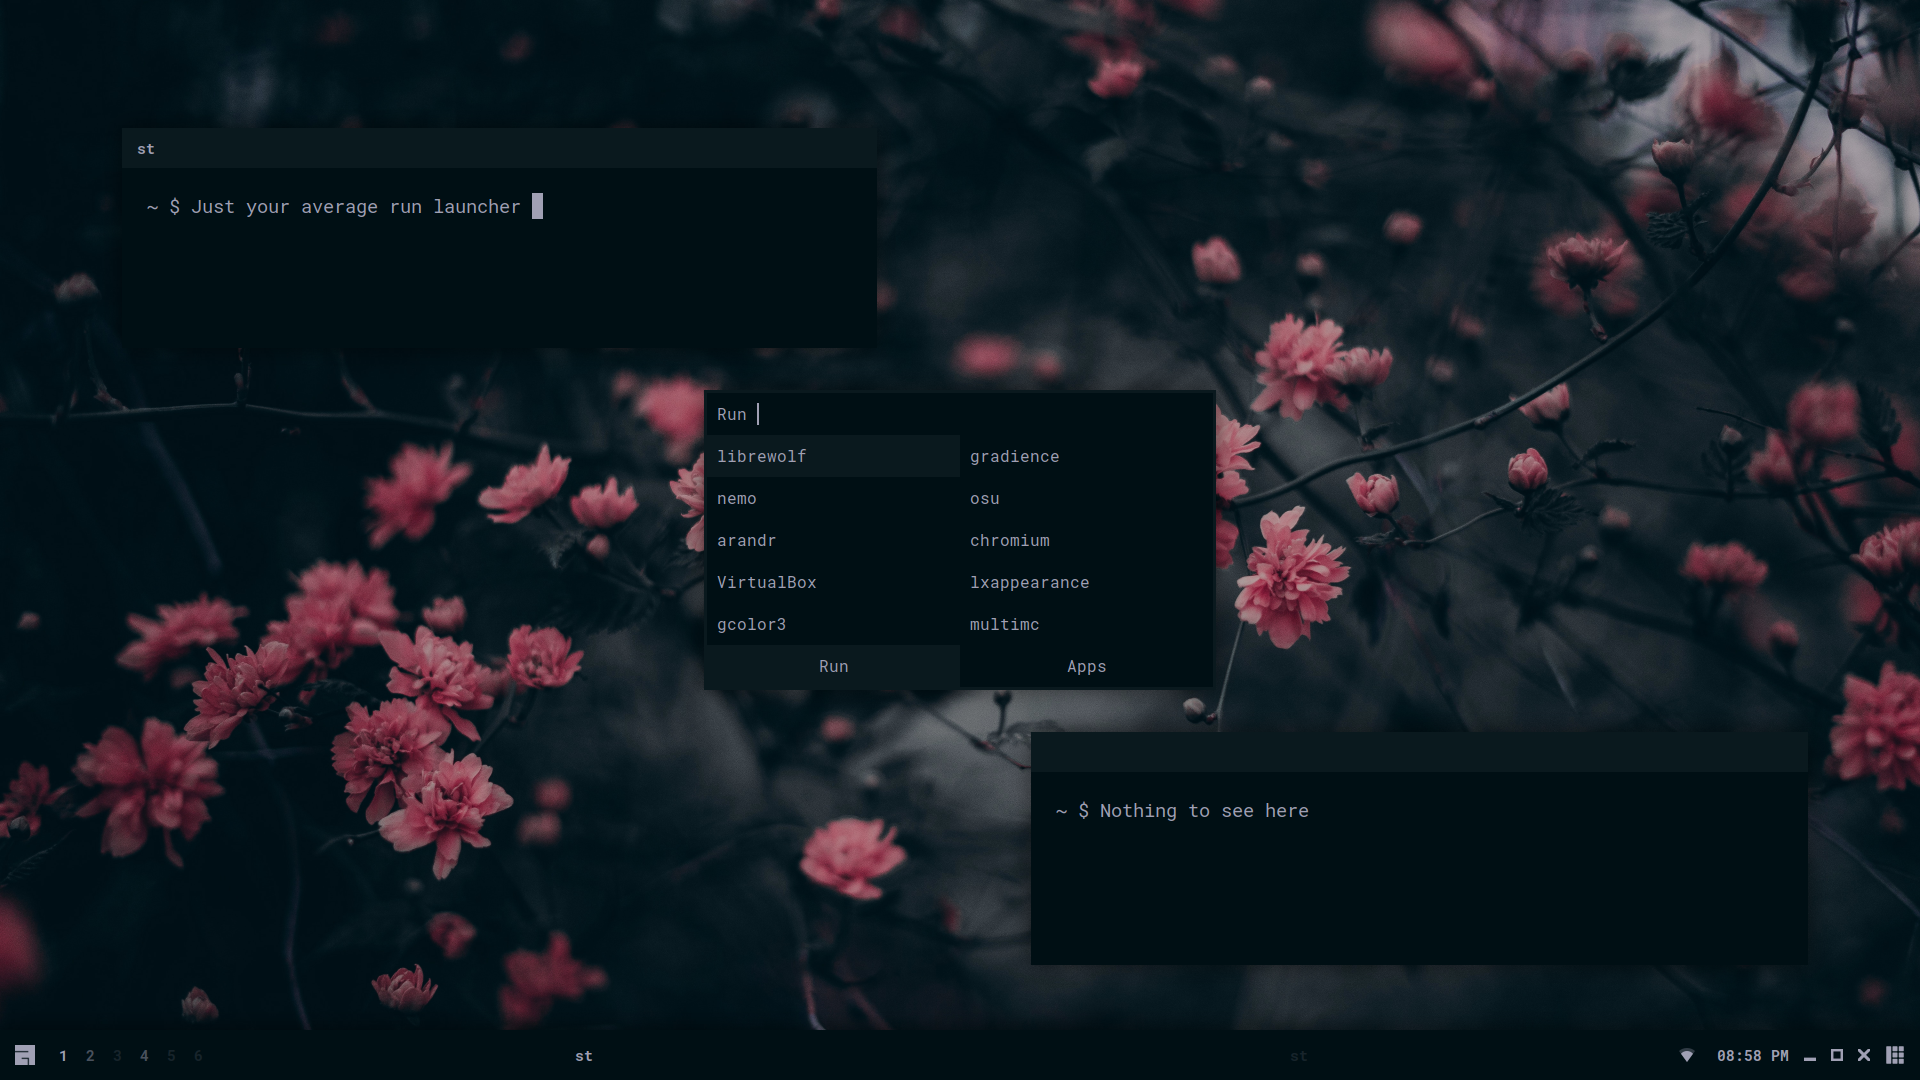 st
~ $ Just your average run launcher
Run
librewolf gradience
nemo osu
arandr chromium
VirtualBox lxappearance
gcolor3 multimc
Run Apps
~ $ Nothing to see here
1 2 3 4 5 6 st st 08:58 PM